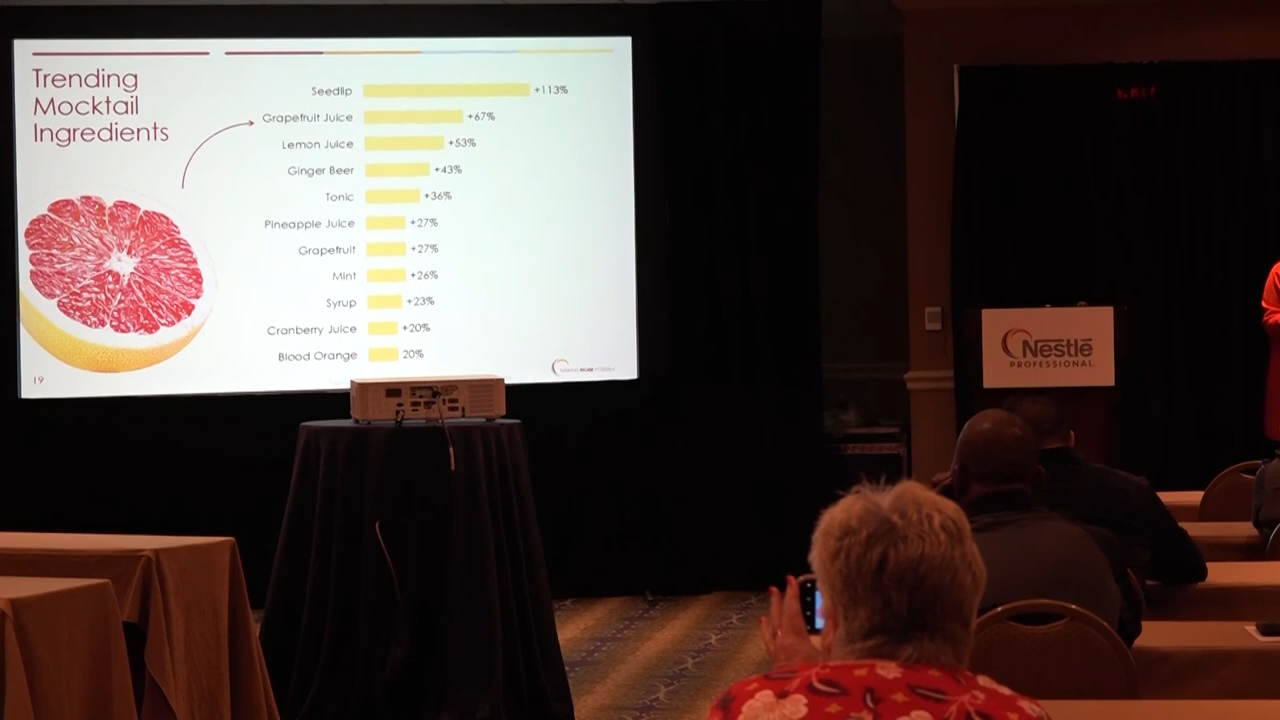 Trending
Mocktail
Ingredients
Seedlip +113%
Grapefruit Juice +67%
Lemon Juice +53%
Ginger Beer +43%
Tonic +36%
Pineapple Juice +27%
Grapefruit +27%
Mint +26%
Syrup +23%
Cranberry Juice +20%
Blood Orange 20%
19
Nestlé
PROFESSIONAL